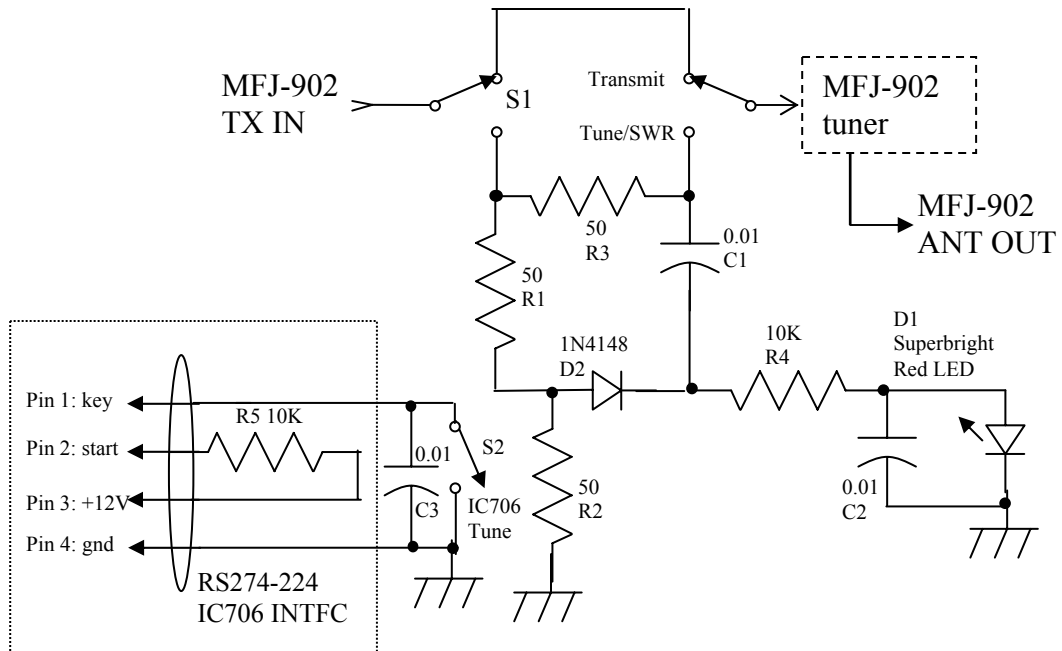 MFJ-902
TX IN
S1
Transmit
Tune/SWR
MFJ-902
tuner
MFJ-902
ANT OUT
50
R3
0.01
C1
50
R1
1N4148
D2
10K
R4
D1
Superbright
Red LED
Pin 1: key
R5 10K
Pin 2: start
Pin 3: +12V
Pin 4: gnd
0.01
C3
S2
IC706
Tune
50
R2
0.01
C2
RS274-224
IC706 INTFC